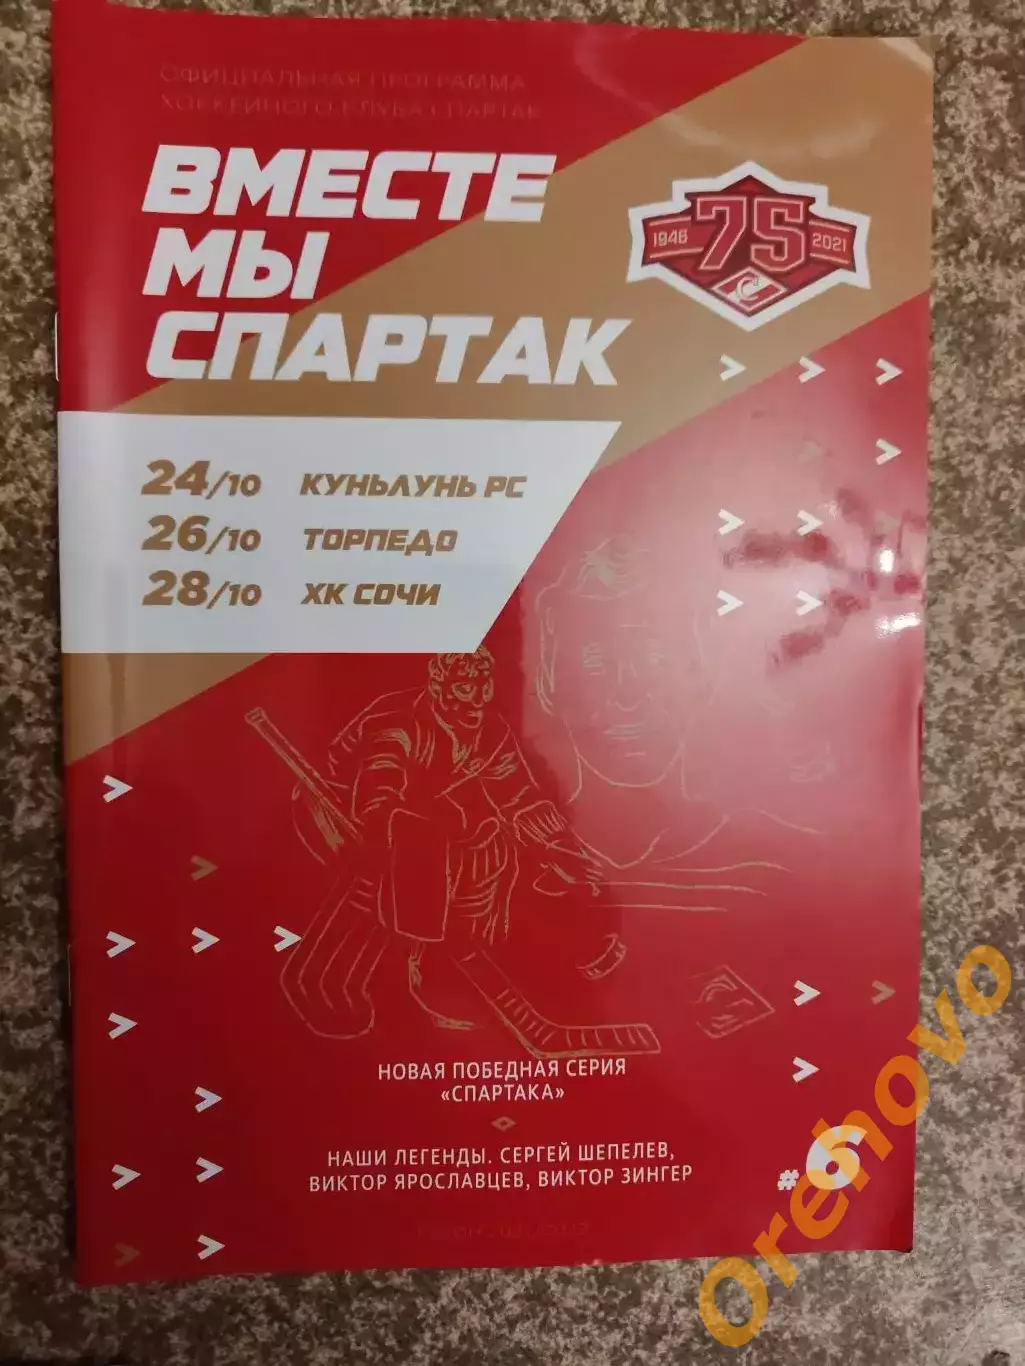 ОФИЦИАЛЬНАЯ ПРОГРАММА
ХОККЕЙНОГО КЛУБА СПАРТАК
ВМЕСТЕ
МЫ
СПАРТАК
1946 75 2021
24/10 КУНЬЛУНЬ РС
26/10 ТОРПЕДО
28/10 ХК СОЧИ
НОВАЯ ПОБЕДНАЯ СЕРИЯ
«СПАРТАКА»
НАШИ ЛЕГЕНДЫ. СЕРГЕЙ ШЕПЕЛЕВ,
ВИКТОР ЯРОСЛАВЦЕВ, ВИКТОР ЗИНГЕР
#6
Orehovo